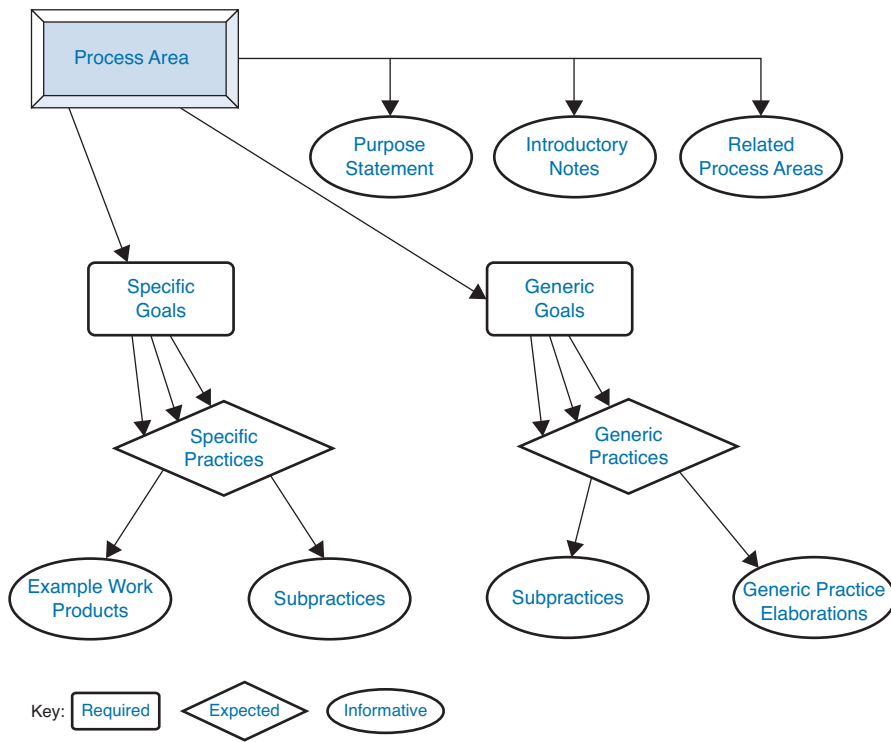 Process Area
Purpose
Statement
Introductory
Notes
Related
Process Areas
Specific
Goals
Generic
Goals
Specific
Practices
Generic
Practices
Example Work
Products
Subpractices
Subpractices
Generic Practice
Elaborations
Key: Required Expected Informative